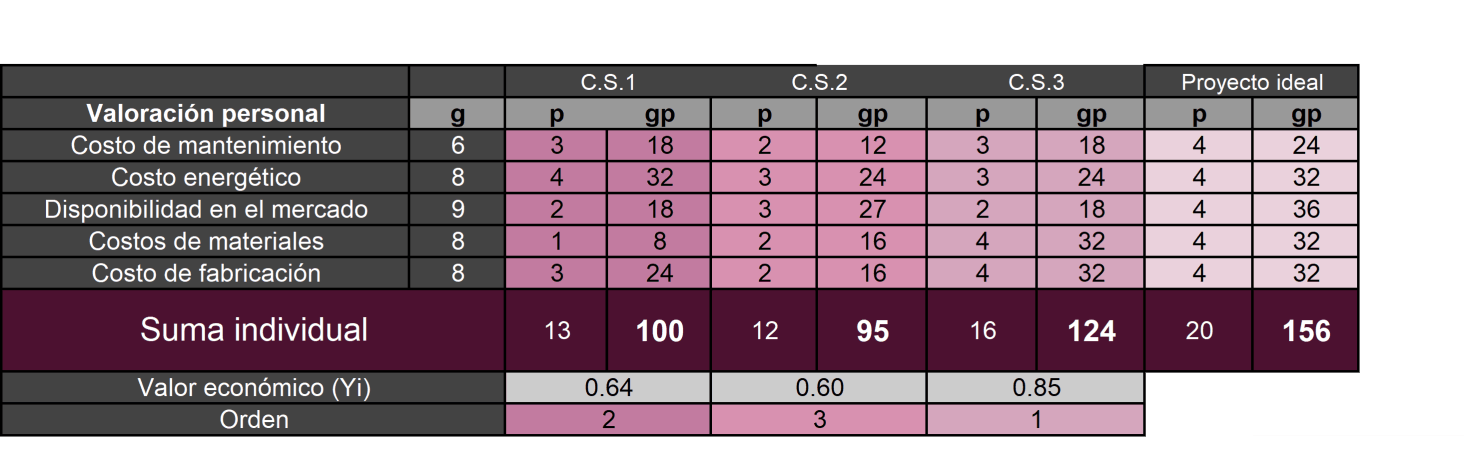 C.S.1 C.S.2 C.S.3 Proyecto ideal
Valoración personal g p gp p gp p gp p gp
Costo de mantenimiento 6 3 18 2 12 3 18 4 24
Costo energético 8 4 32 3 24 3 24 4 32
Disponibilidad en el mercado 9 2 18 3 27 2 18 4 36
Costos de materiales 8 1 8 2 16 4 32 4 32
Costo de fabricación 8 3 24 2 16 4 32 4 32
Suma individual 13 100 12 95 16 124 20 156
Valor económico (Yi) 0.64 0.60 0.85
Orden 2 3 1